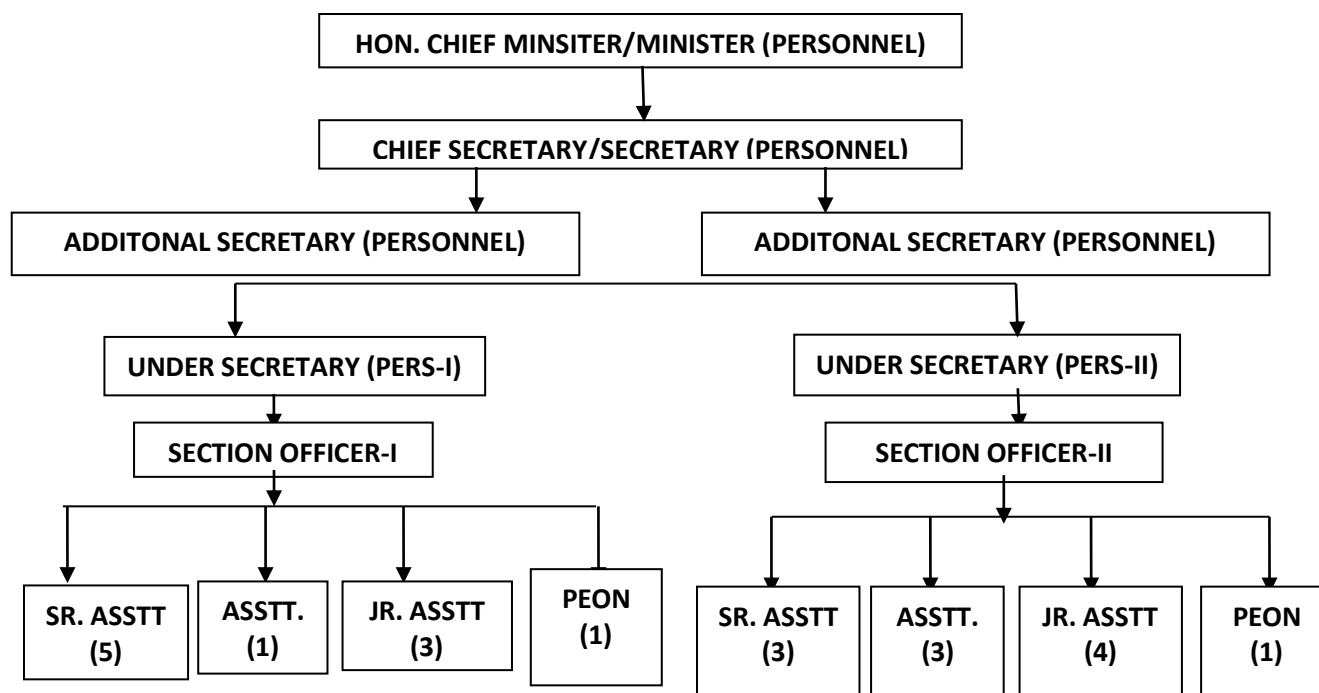 HON. CHIEF MINSITER/MINISTER (PERSONNEL)
CHIEF SECRETARY/SECRETARY (PERSONNEL)
ADDITONAL SECRETARY (PERSONNEL)
ADDITONAL SECRETARY (PERSONNEL)
UNDER SECRETARY (PERS-I)
UNDER SECRETARY (PERS-II)
SECTION OFFICER-I
SECTION OFFICER-II
SR. ASSTT
(5)
ASSTT.
(1)
JR. ASSTT
(3)
PEON
(1)
SR. ASSTT
(3)
ASSTT.
(3)
JR. ASSTT
(4)
PEON
(1)